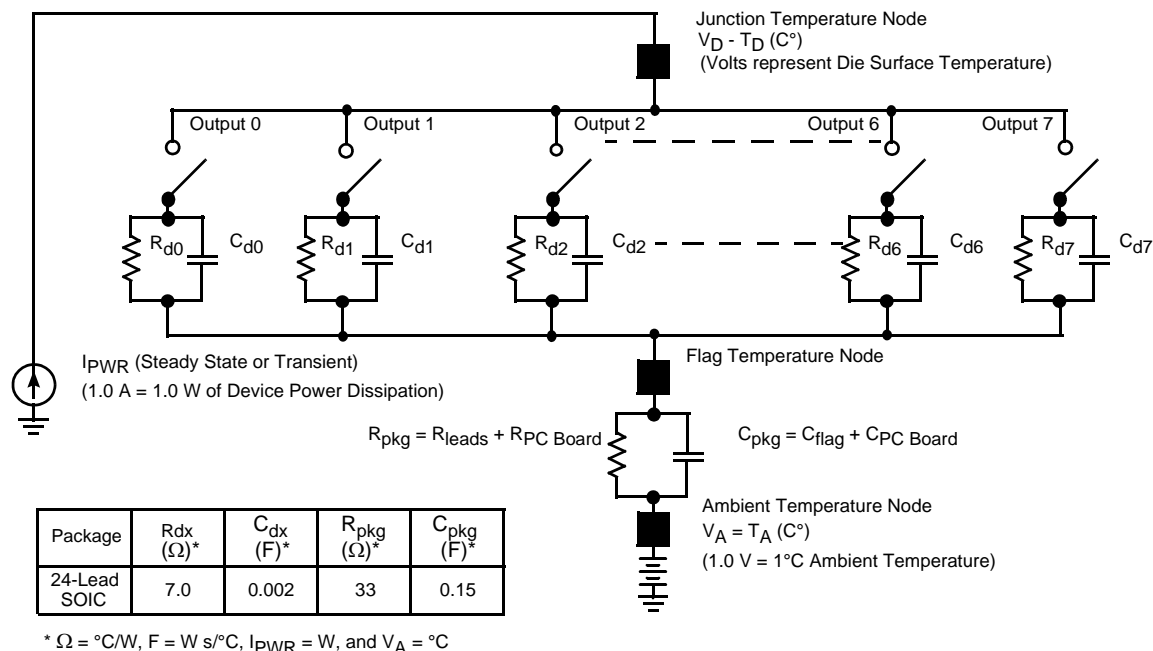 Junction Temperature Node
VD - TD (C°)
(Volts represent Die Surface Temperature)
Output 0
Output 1
Output 2
Output 6
Output 7
Rd0
Cd0
Rd1
Cd1
Rd2
Cd2
Rd6
Cd6
Rd7
Cd7
IPWR (Steady State or Transient)
(1.0 A = 1.0 W of Device Power Dissipation)
Flag Temperature Node
Rpkg = Rleads + RPC Board
Cpkg = Cflag + CPC Board
Ambient Temperature Node
VA = TA (C°)
(1.0 V = 1°C Ambient Temperature)
Package
Rdx
(Ω)*
Cdx
(F)*
Rpkg
(Ω)*
Cpkg
(F)*
24-Lead
SOIC
7.0
0.002
33
0.15
* Ω = °C/W, F = W s/°C, IPWR = W, and VA = °C